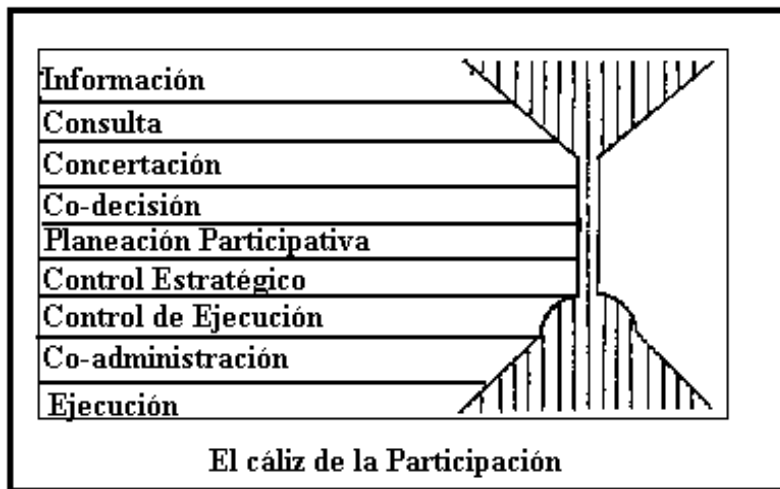 Información
Consulta
Concertación
Co-decisión
Planeación Participativa
Control Estratégico
Control de Ejecución
Co-administración
Ejecución
El cáliz de la Participación